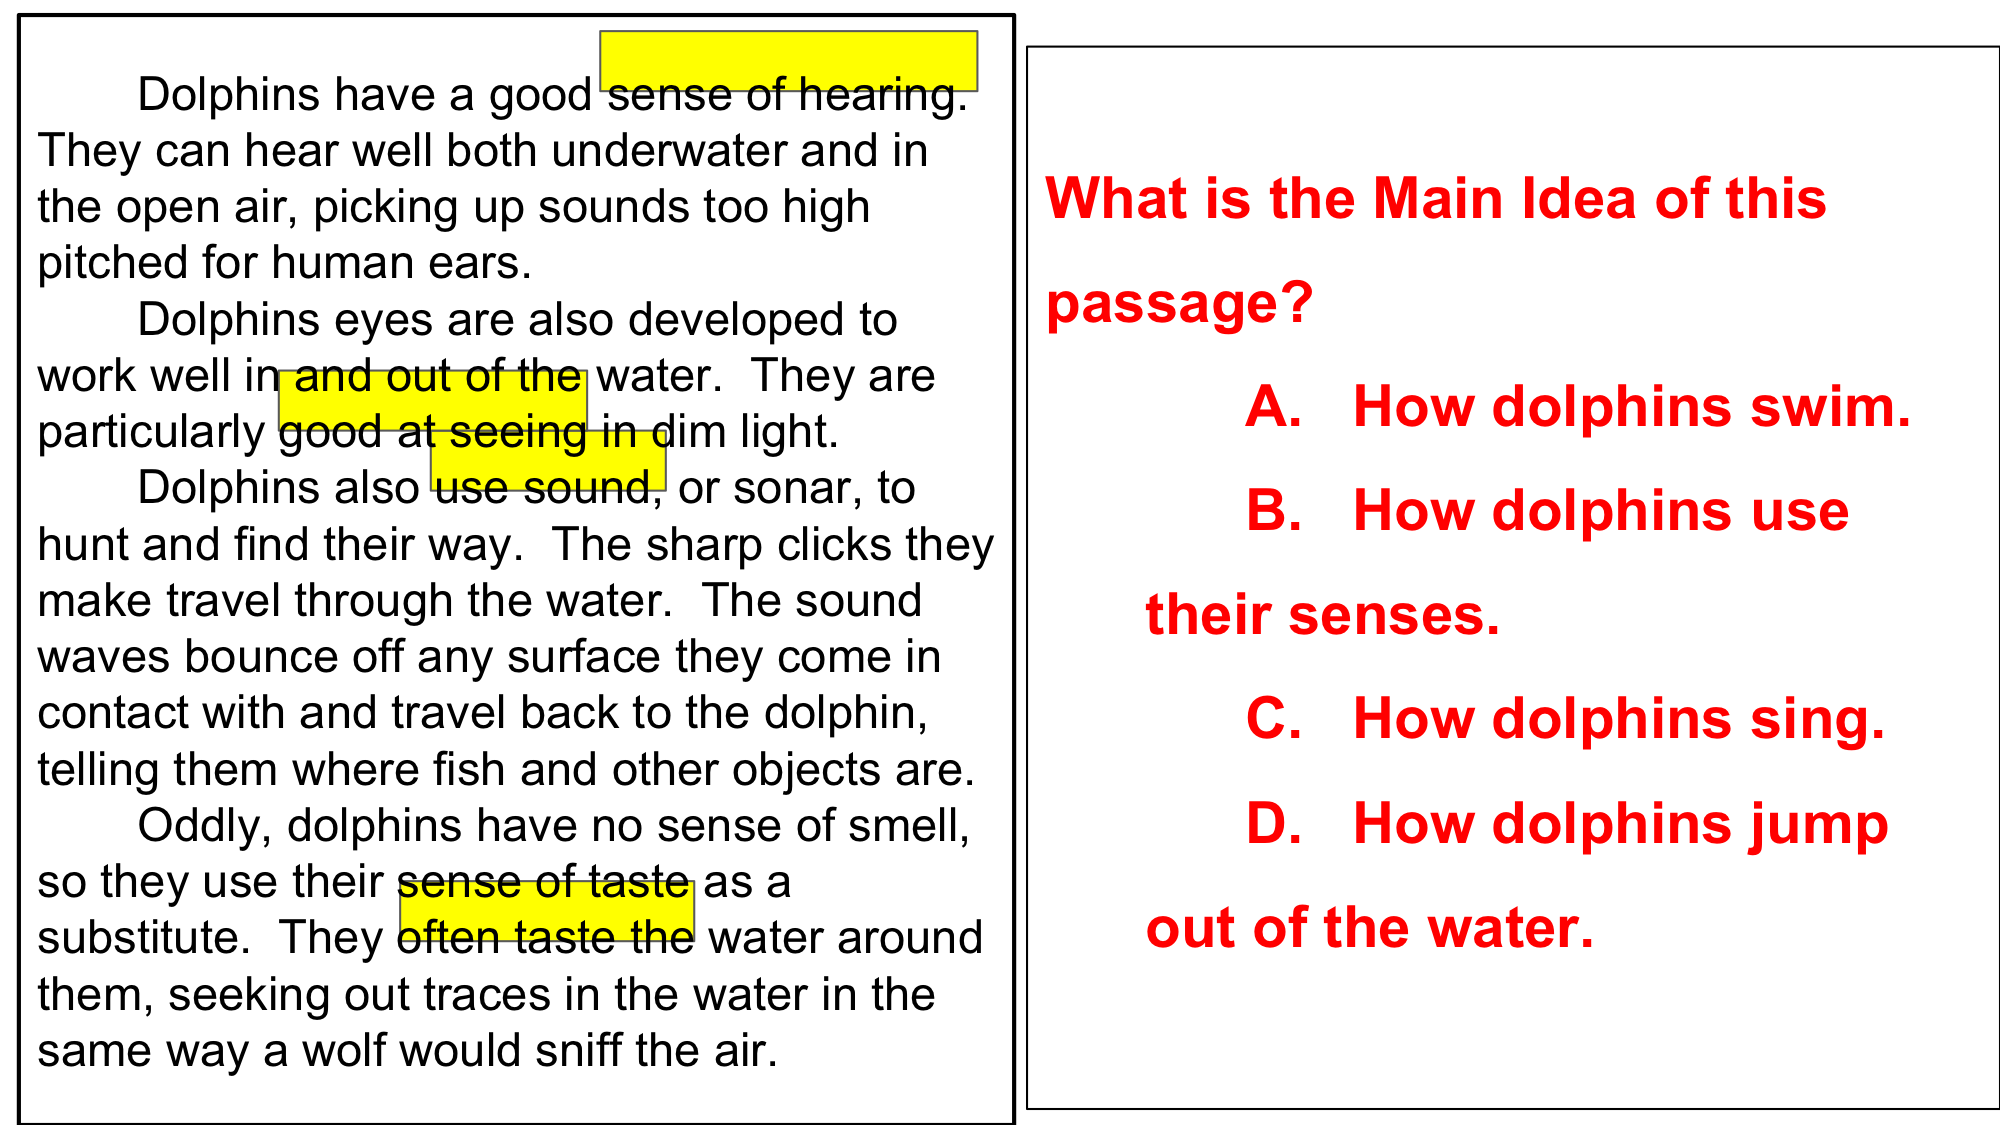 Dolphins have a good sense of hearing.
They can hear well both underwater and in
the open air, picking up sounds too high
pitched for human ears.
Dolphins eyes are also developed to
work well in and out of the water.  They are
particularly good at seeing in dim light.
Dolphins also use sound, or sonar, to
hunt and find their way.  The sharp clicks they
make travel through the water.  The sound
waves bounce off any surface they come in
contact with and travel back to the dolphin,
telling them where fish and other objects are.
Oddly, dolphins have no sense of smell,
so they use their sense of taste as a
substitute.  They often taste the water around
them, seeking out traces in the water in the
same way a wolf would sniff the air.
What is the Main Idea of this
passage?
A.   How dolphins swim.
B.   How dolphins use
their senses.
C.   How dolphins sing.
D.   How dolphins jump
out of the water.